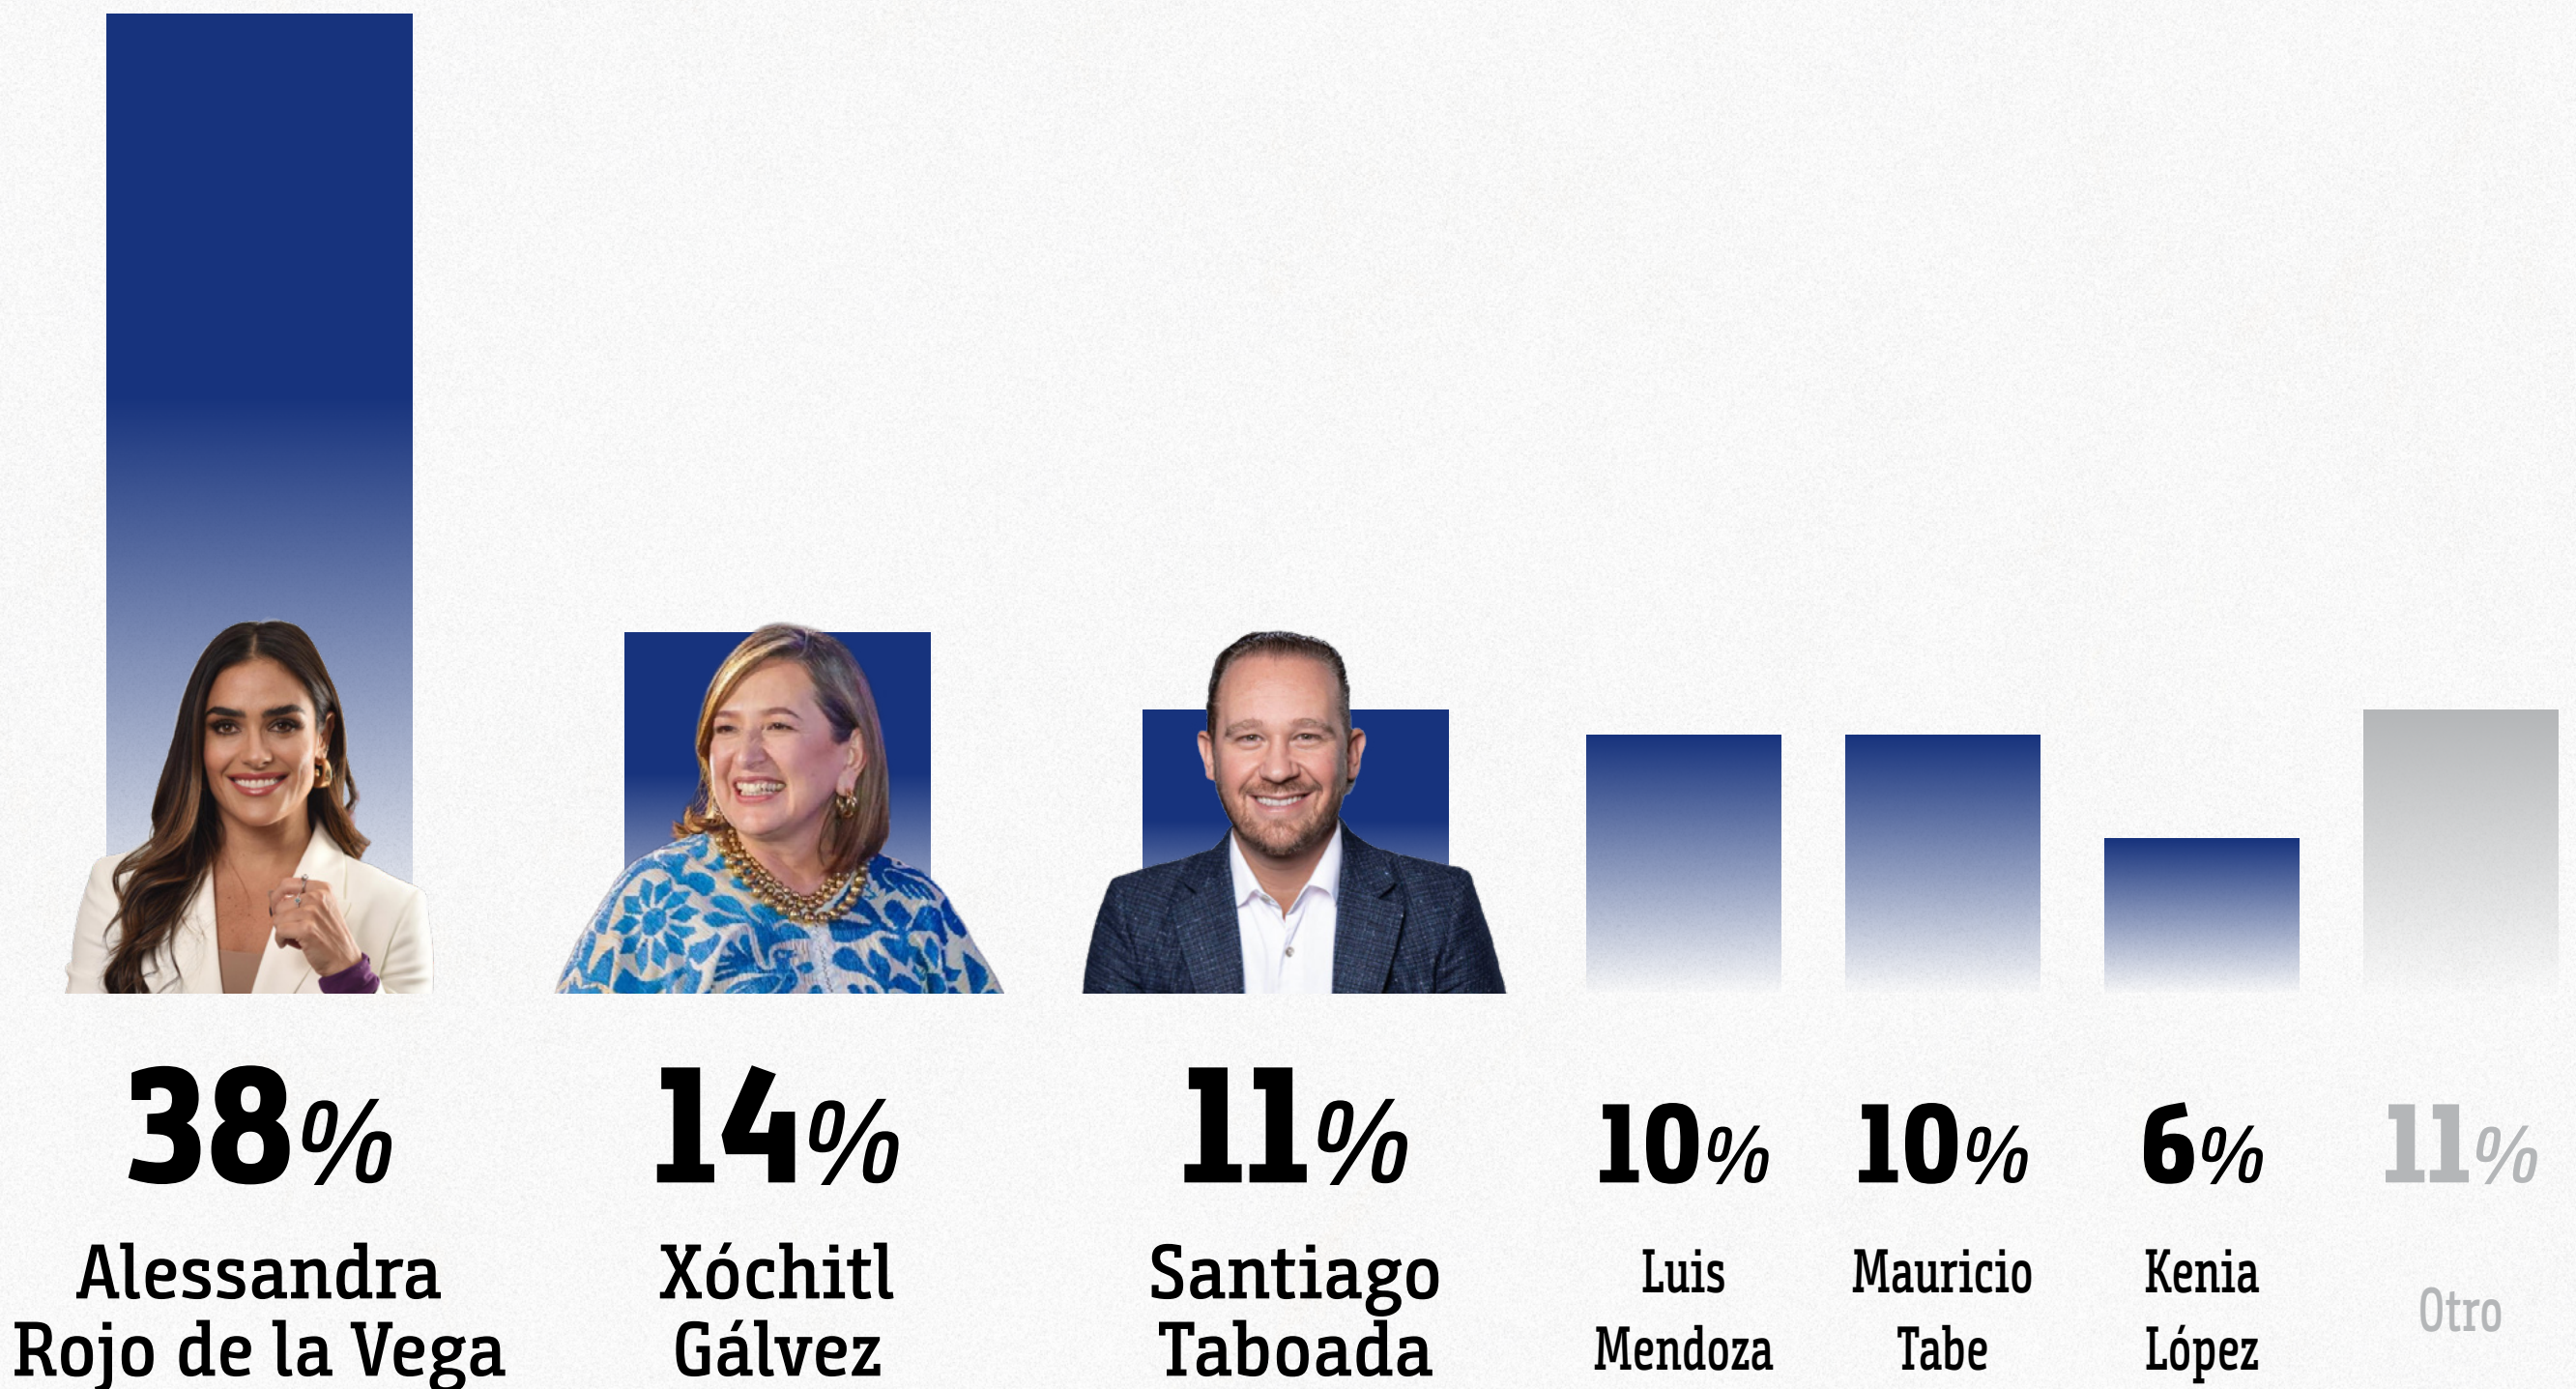 38%
14%
11%
10%
10%
6%
11%
Alessandra
Rojo de la Vega
Xóchitl
Gálvez
Santiago
Taboada
Luis
Mendoza
Mauricio
Tabe
Kenia
López
Otro